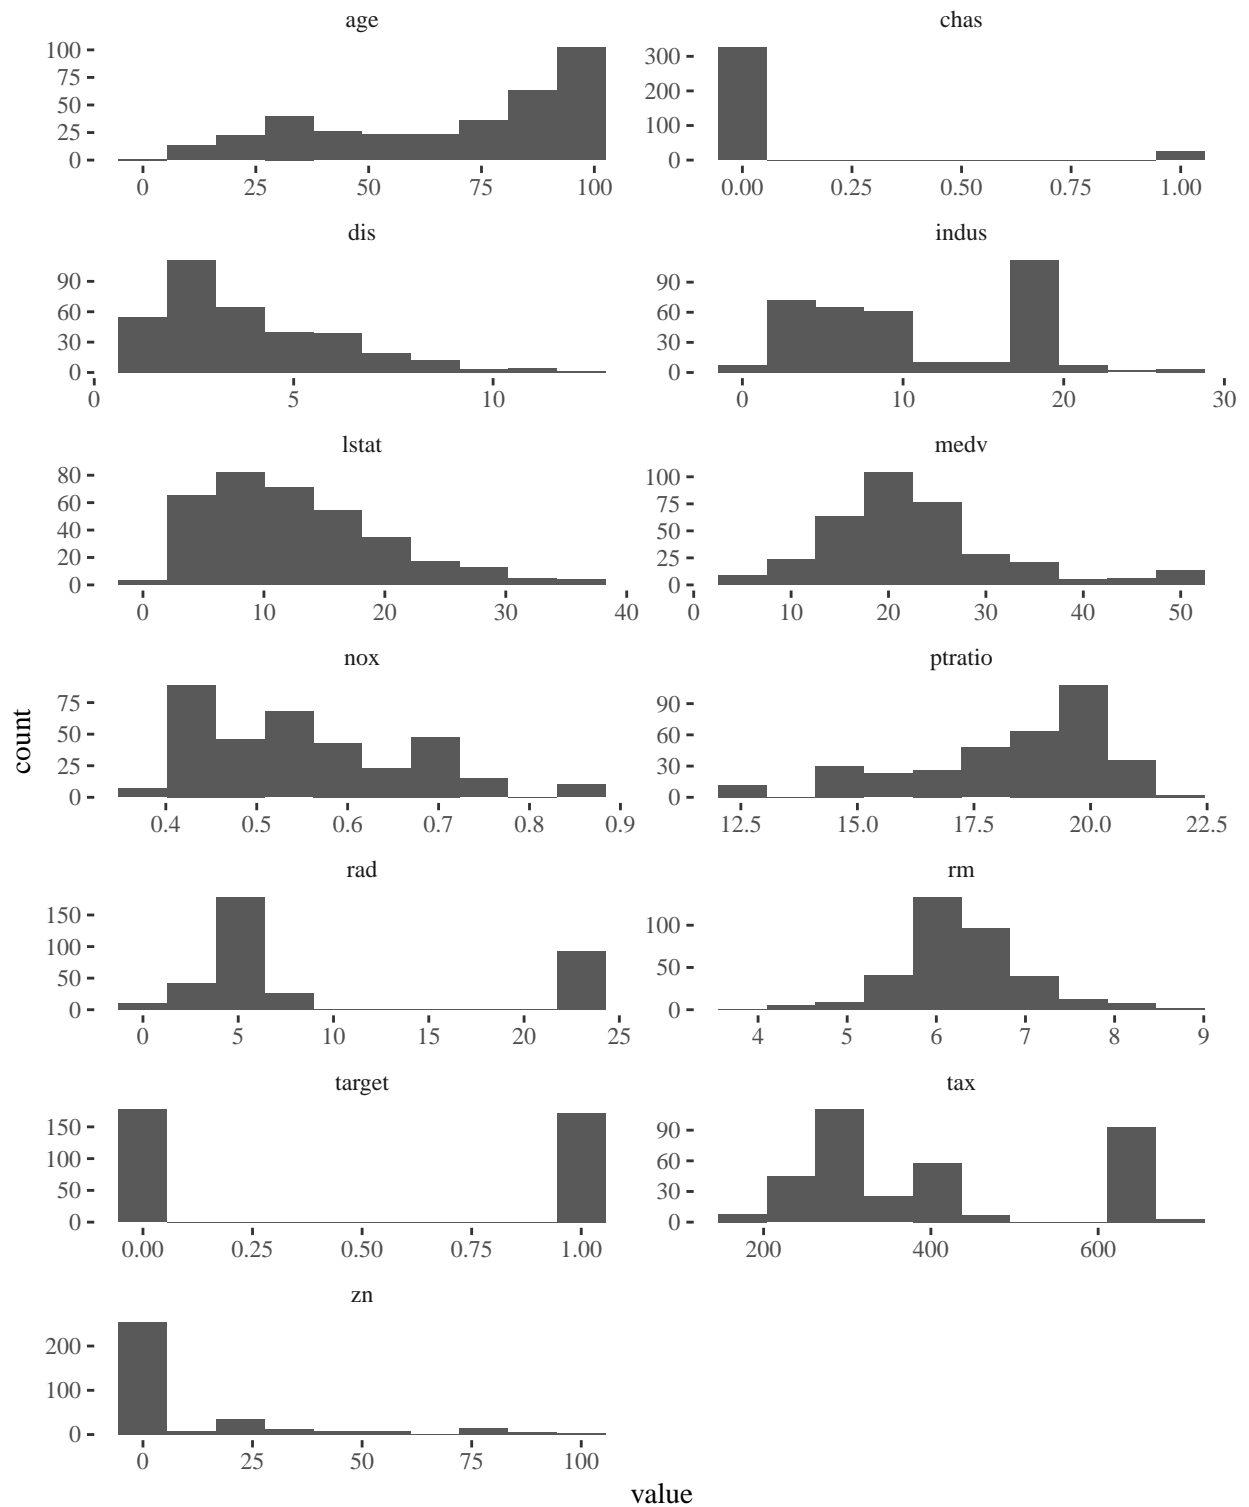 age
100
75
50
25
0
0 25 50 75 100
chas
300
200
100
0
0.00 0.25 0.50 0.75 1.00
dis
90
60
30
0
0 5 10
indus
90
60
30
0
0 10 20 30
lstat
80
60
40
20
0
0 10 20 30 40
medv
100
75
50
25
0
0 10 20 30 40 50
nox
75
50
25
0
0.4 0.5 0.6 0.7 0.8 0.9
ptratio
90
60
30
0
12.5 15.0 17.5 20.0 22.5
rad
150
100
50
0
0 5 10 15 20 25
rm
100
50
0
4 5 6 7 8 9
target
150
100
50
0
0.00 0.25 0.50 0.75 1.00
tax
90
60
30
0
200 400 600
zn
200
100
0
0 25 50 75 100
count
value